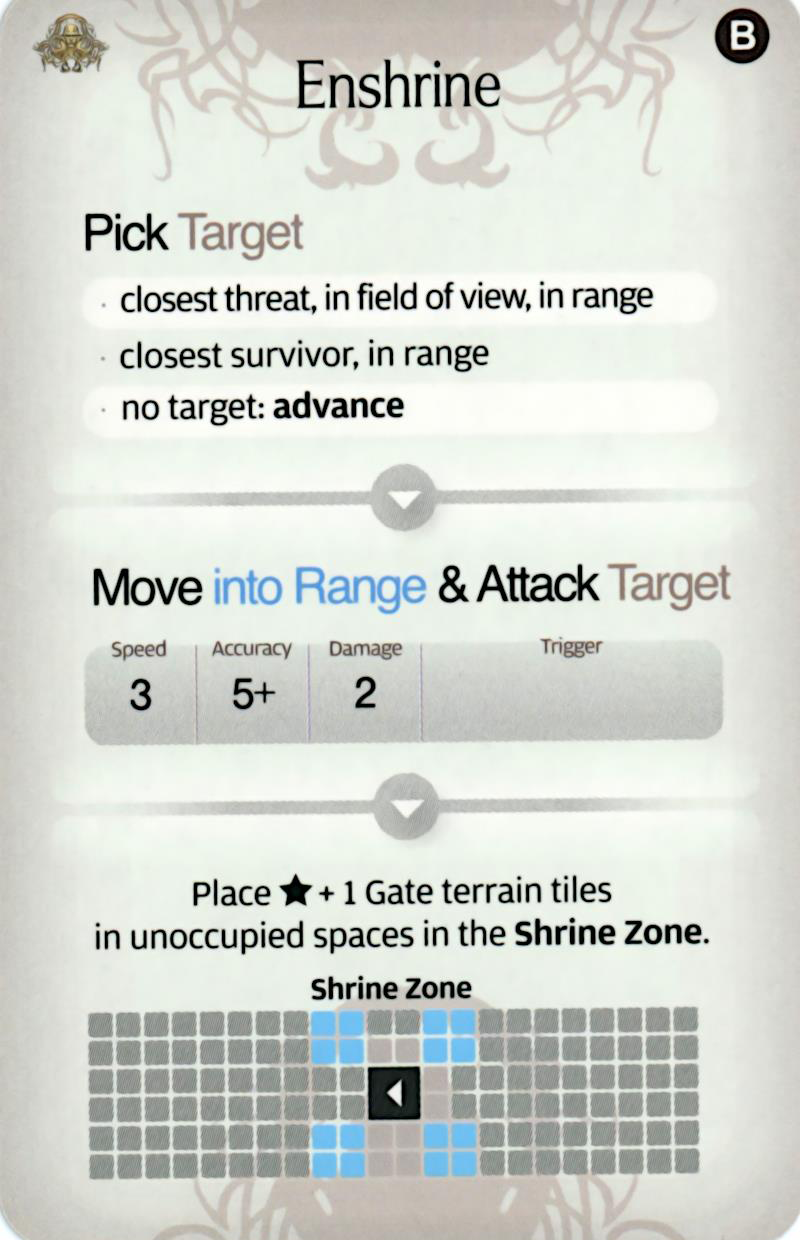 B
Enshrine
Pick Target
· closest threat, in field of view, in range
· closest survivor, in range
· no target: advance
Move into Range & Attack Target
Speed Accuracy Damage Trigger
3 5+ 2
Place ★ + 1 Gate terrain tiles
in unoccupied spaces in the Shrine Zone.
Shrine Zone